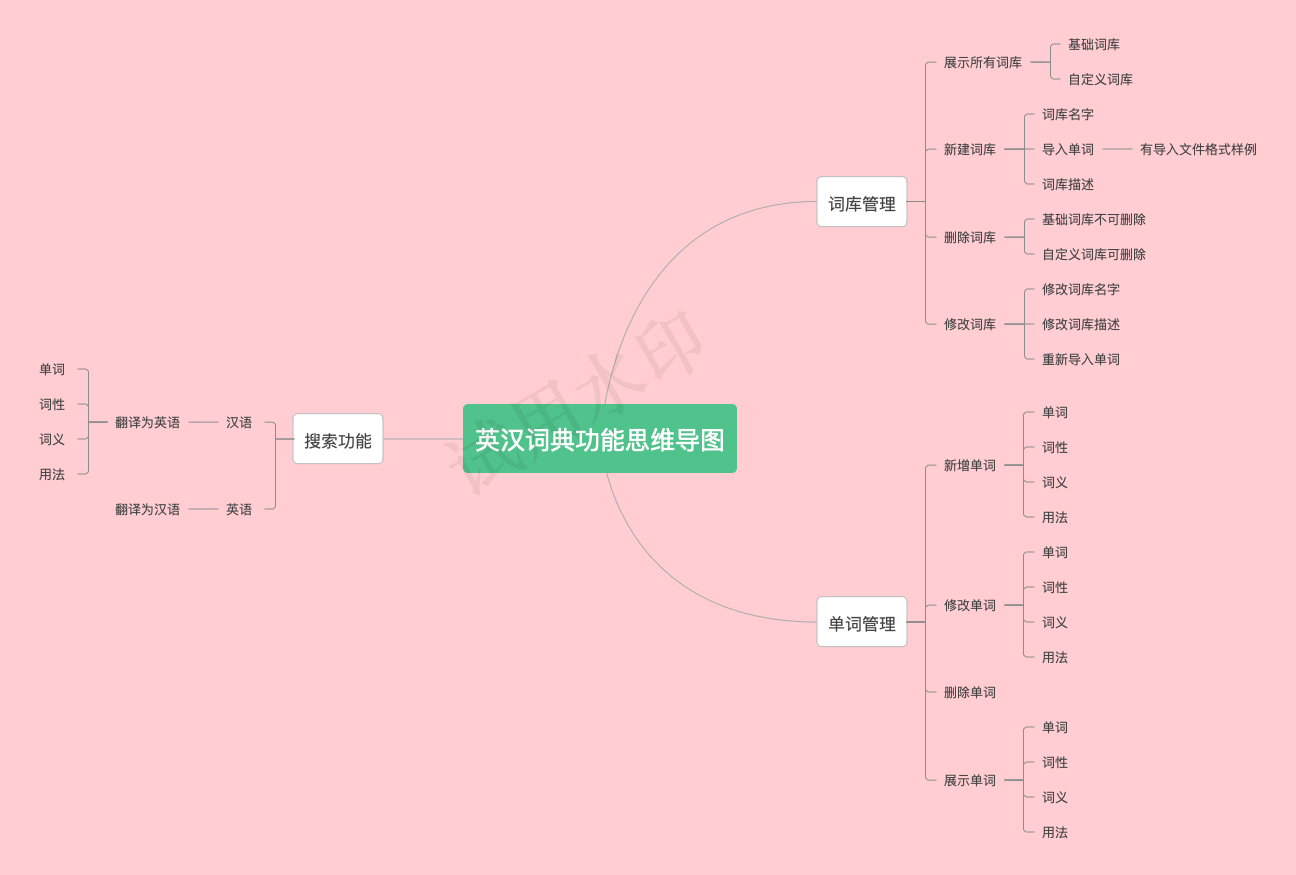 英汉词典功能思维导图
词库管理
展示所有词库
基础词库
自定义词库
新建词库
词库名字
导入单词
有导入文件格式样例
词库描述
删除词库
基础词库不可删除
自定义词库可删除
修改词库
修改词库名字
修改词库描述
重新导入单词
单词管理
新增单词
单词
词性
词义
用法
修改单词
单词
词性
词义
用法
删除单词
展示单词
单词
词性
词义
用法
搜索功能
汉语
翻译为英语
单词
词性
词义
用法
英语
翻译为汉语
试用水印